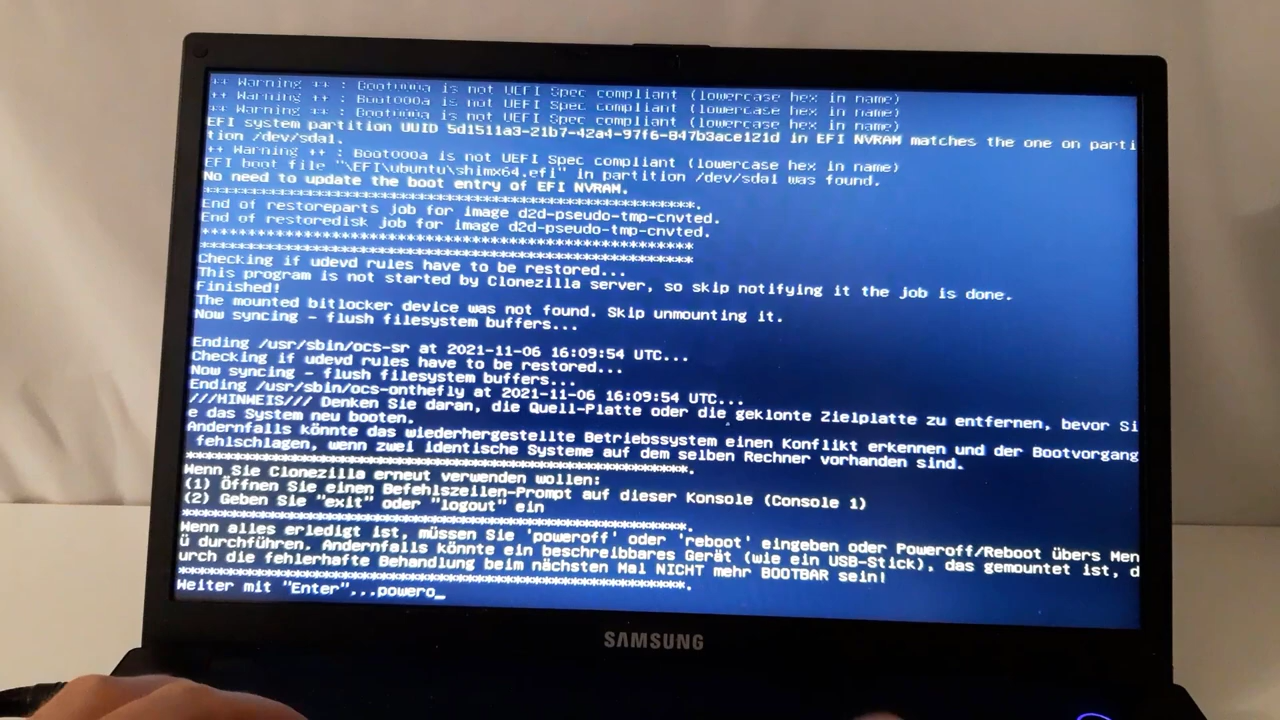 ++ Warning ++ : Boot000a is not UEFI Spec compliant (lowercase hex in name)
++ Warning ++ : Boot000a is not UEFI Spec compliant (lowercase hex in name)
++ Warning ++ : Boot000a is not UEFI Spec compliant (lowercase hex in name)
EFI system partition UUID 5d1511a3-21b7-42a4-97f6-847b3ace121d in EFI NVRAM matches the one on parti
tion /dev/sda1.
++ Warning ++ : Boot000a is not UEFI Spec compliant (lowercase hex in name)
EFI boot file "\EFI\ubuntu\shimx64.efi" in partition /dev/sda1 was found.
No need to update the boot entry of EFI NVRAM.
************************************************************.
End of restoreparts job for image d2d-pseudo-tmp-cnvted.
End of restoredisk job for image d2d-pseudo-tmp-cnvted.
************************************************************
************************************************************
Checking if udevd rules have to be restored...
This program is not started by Clonezilla server, so skip notifying it the job is done.
Finished!
The mounted bitlocker device was not found. Skip unmounting it.
Now syncing - flush filesystem buffers...
Ending /usr/sbin/ocs-sr at 2021-11-06 16:09:54 UTC...
Checking if udevd rules have to be restored...
Now syncing - flush filesystem buffers...
Ending /usr/sbin/ocs-onthefly at 2021-11-06 16:09:54 UTC...
///HINWEIS/// Denken Sie daran, die Quell-Platte oder die geklonte Zielplatte zu entfernen, bevor Si
e das System neu booten.
Andernfalls könnte das wiederhergestellte Betriebssystem einen Konflikt erkennen und der Bootvorgang
fehlschlagen, wenn zwei identische Systeme auf dem selben Rechner vorhanden sind.
************************************************************.
Wenn Sie Clonezilla erneut verwenden wollen:
(1) Öffnen Sie einen Befehlszeilen-Prompt auf dieser Konsole (Console 1)
(2) Geben Sie "exit" oder "logout" ein
************************************************************.
Wenn alles erledigt ist, müssen Sie 'poweroff' oder 'reboot' eingeben oder Poweroff/Reboot übers Men
ü durchführen. Andernfalls könnte ein beschreibbares Gerät (wie ein USB-Stick), das gemountet ist, d
urch die fehlerhafte Behandlung beim nächsten Mal NICHT mehr BOOTBAR sein!
************************************************************.
Weiter mit "Enter"...powero_
SAMSUNG